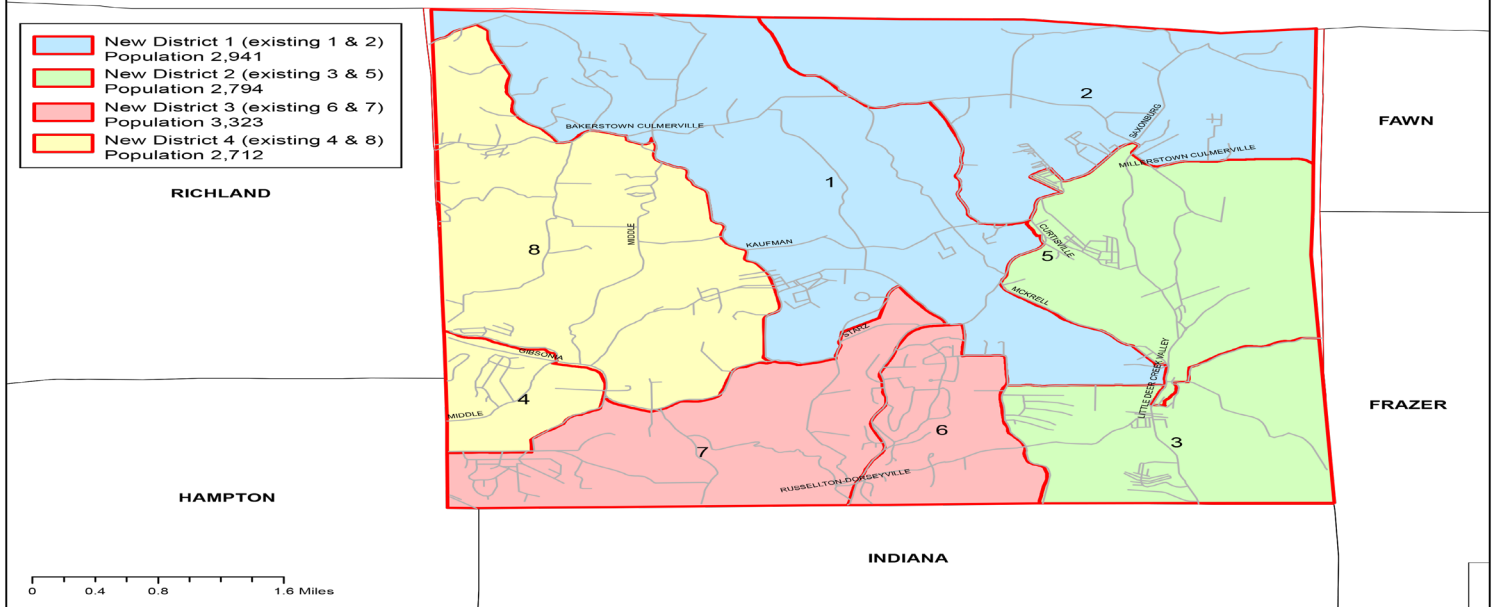 New District 1 (existing 1 & 2)
Population 2,941
New District 2 (existing 3 & 5)
Population 2,794
New District 3 (existing 6 & 7)
Population 3,323
New District 4 (existing 4 & 8)
Population 2,712
RICHLAND
HAMPTON
FAWN
FRAZER
INDIANA
2
SAXONBURG
BAKERSTOWN CULMERVILLE
MILLERSTOWN CULMERVILLE
1
MIDDLE
KAUFMAN
CURTISVILLE
8
5
MCKRELL
STARZ
GIBSONIA
LITTLE DEER CREEK VALLEY
4
MIDDLE
6
3
7
RUSSELLTON-DORSEYVILLE
0 0.4 0.8 1.6 Miles